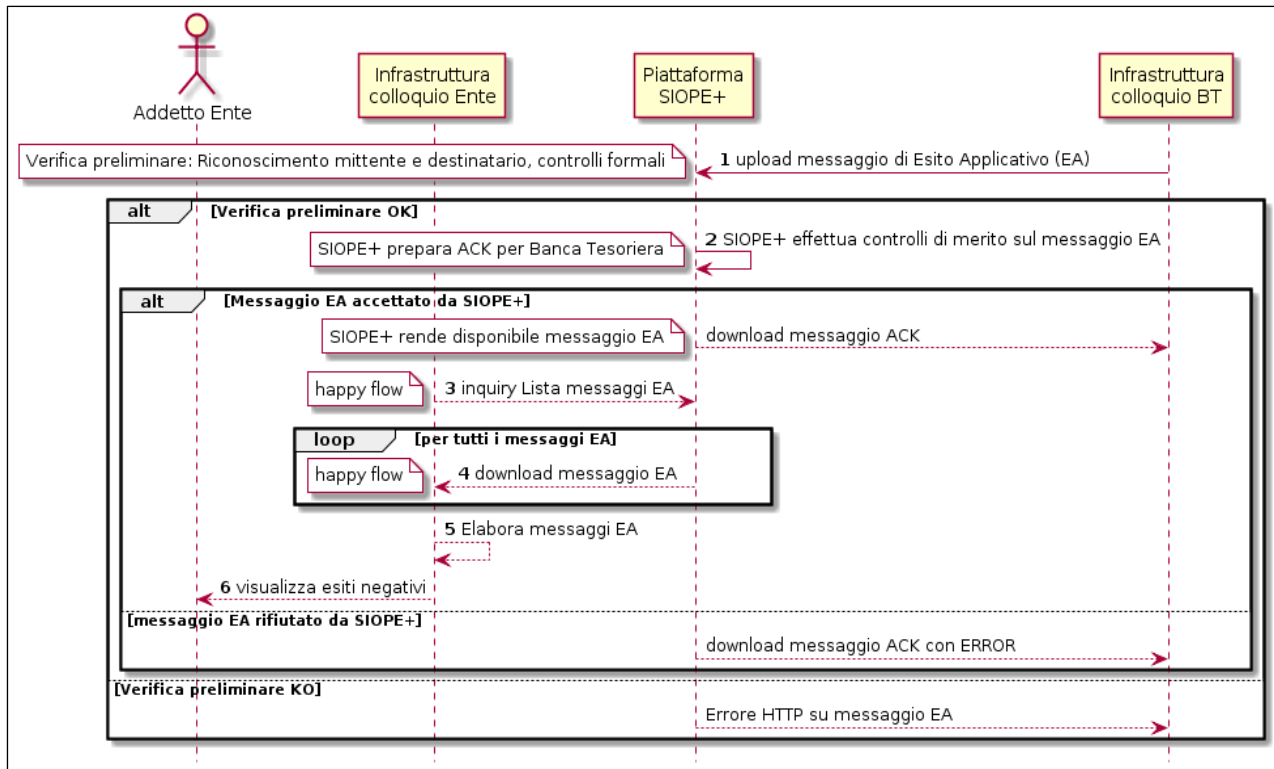 Addetto Ente
Infrastruttura
colloquio Ente
Piattaforma
SIOPE+
Infrastruttura
colloquio BT
Verifica preliminare: Riconoscimento mittente e destinatario, controlli formali
1 upload messaggio di Esito Applicativo (EA)
alt [Verifica preliminare OK]
SIOPE+ prepara ACK per Banca Tesoriera
2 SIOPE+ effettua controlli di merito sul messaggio EA
alt [Messaggio EA accettato da SIOPE+]
SIOPE+ rende disponibile messaggio EA
download messaggio ACK
happy flow
3 inquiry Lista messaggi EA
loop [per tutti i messaggi EA]
happy flow
4 download messaggio EA
5 Elabora messaggi EA
6 visualizza esiti negativi
[messaggio EA rifiutato da SIOPE+]
download messaggio ACK con ERROR
[Verifica preliminare KO]
Errore HTTP su messaggio EA